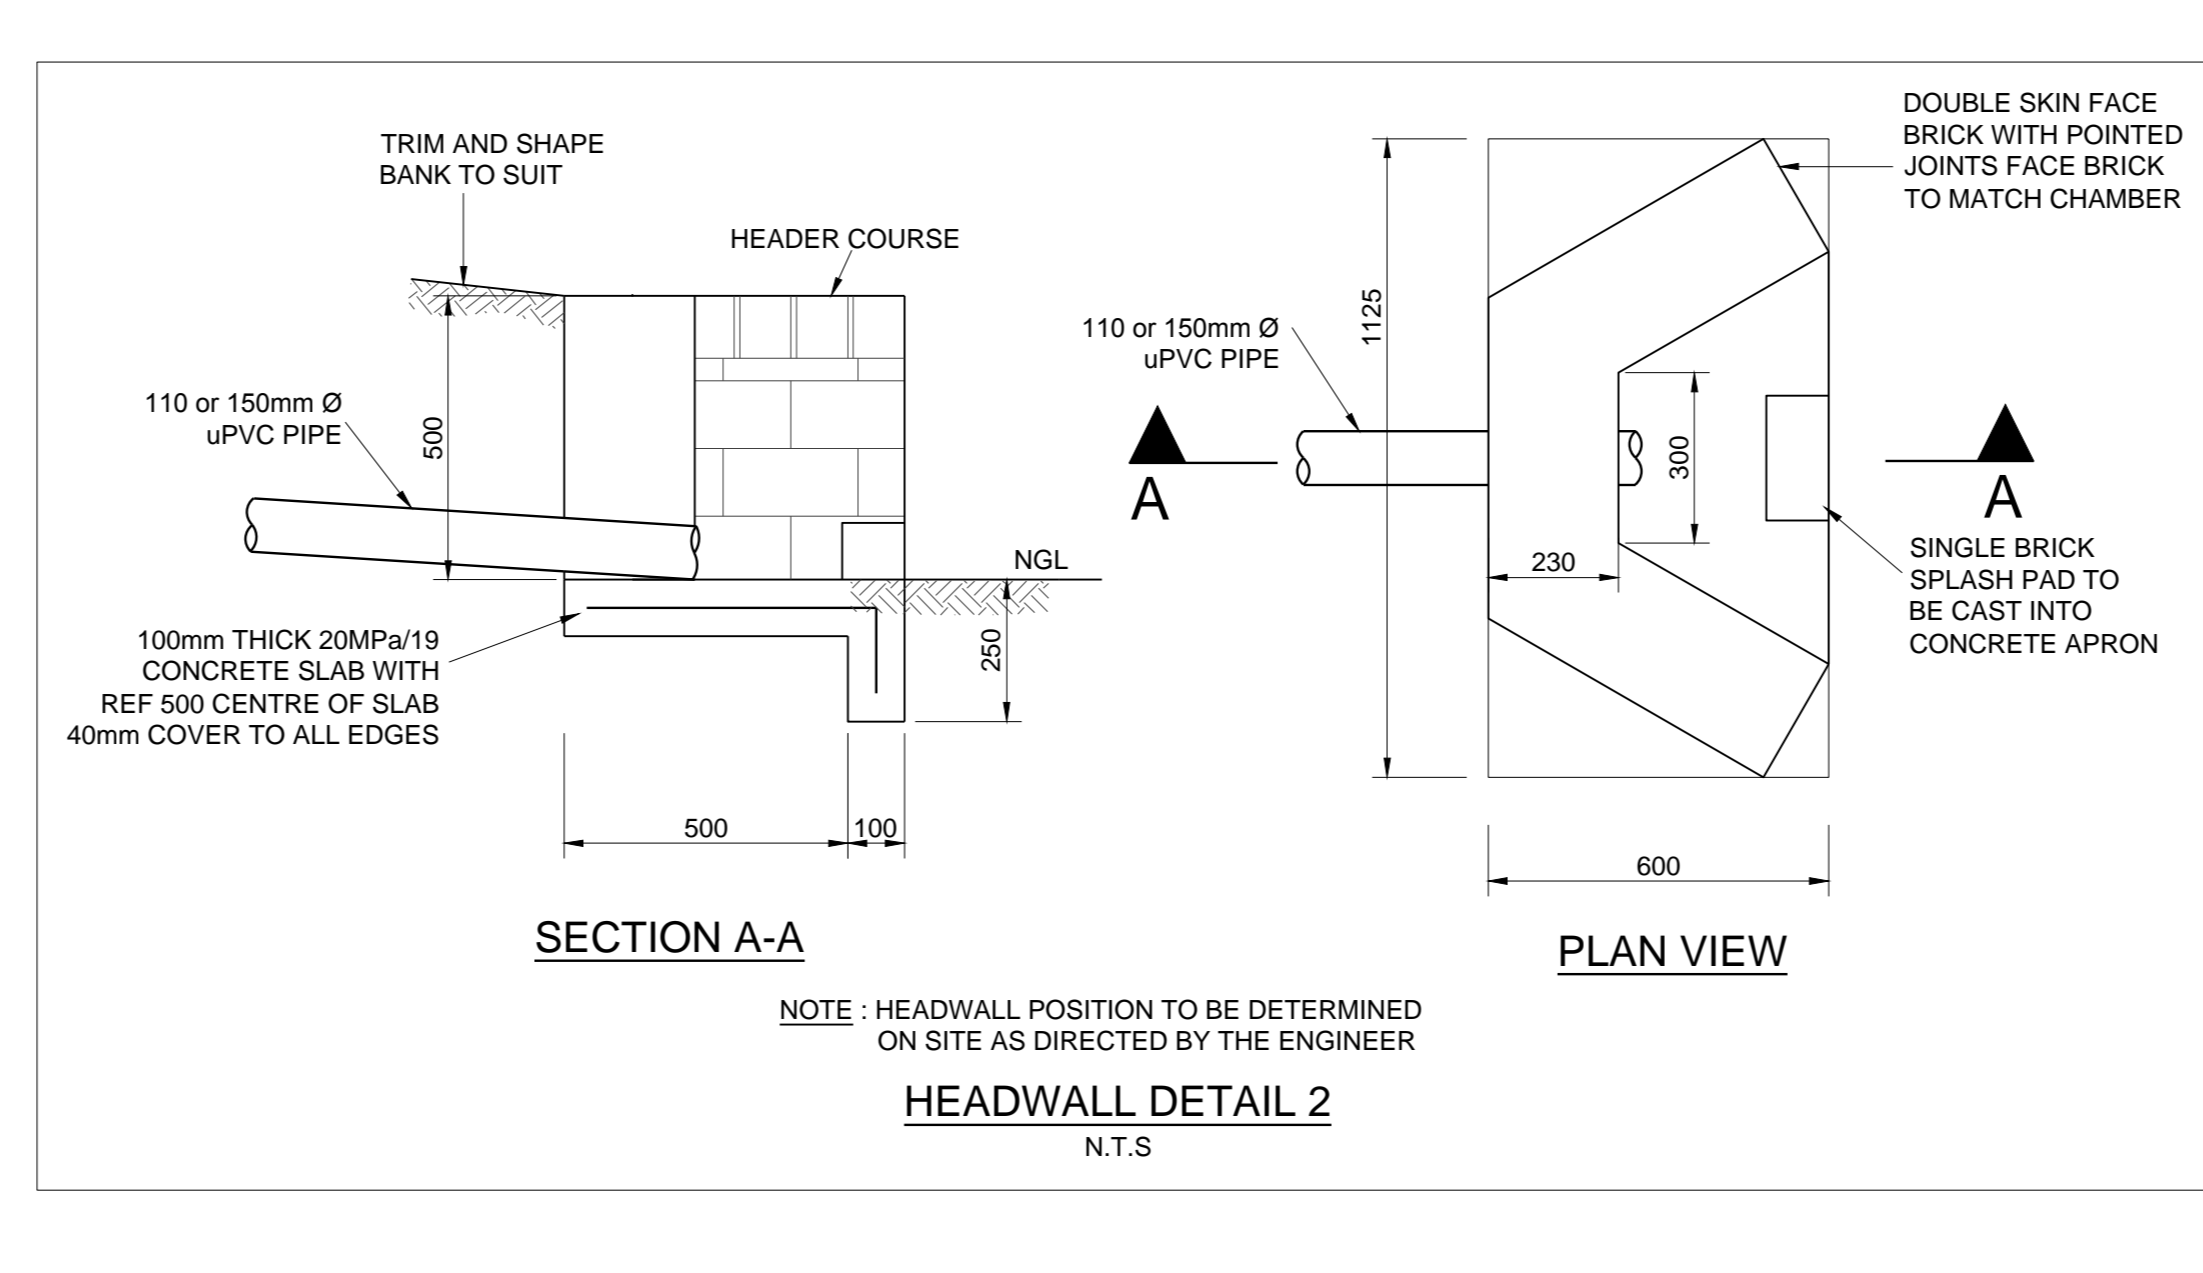 TRIM AND SHAPE
BANK TO SUIT
HEADER COURSE
110 or 150mm Ø
uPVC PIPE
500
NGL
250
100mm THICK 20MPa/19
CONCRETE SLAB WITH
REF 500 CENTRE OF SLAB
40mm COVER TO ALL EDGES
500
100
SECTION A-A
DOUBLE SKIN FACE
BRICK WITH POINTED
JOINTS FACE BRICK
TO MATCH CHAMBER
1125
110 or 150mm Ø
uPVC PIPE
300
A
A
230
SINGLE BRICK
SPLASH PAD TO
BE CAST INTO
CONCRETE APRON
600
PLAN VIEW
NOTE : HEADWALL POSITION TO BE DETERMINED
ON SITE AS DIRECTED BY THE ENGINEER
HEADWALL DETAIL 2
N.T.S